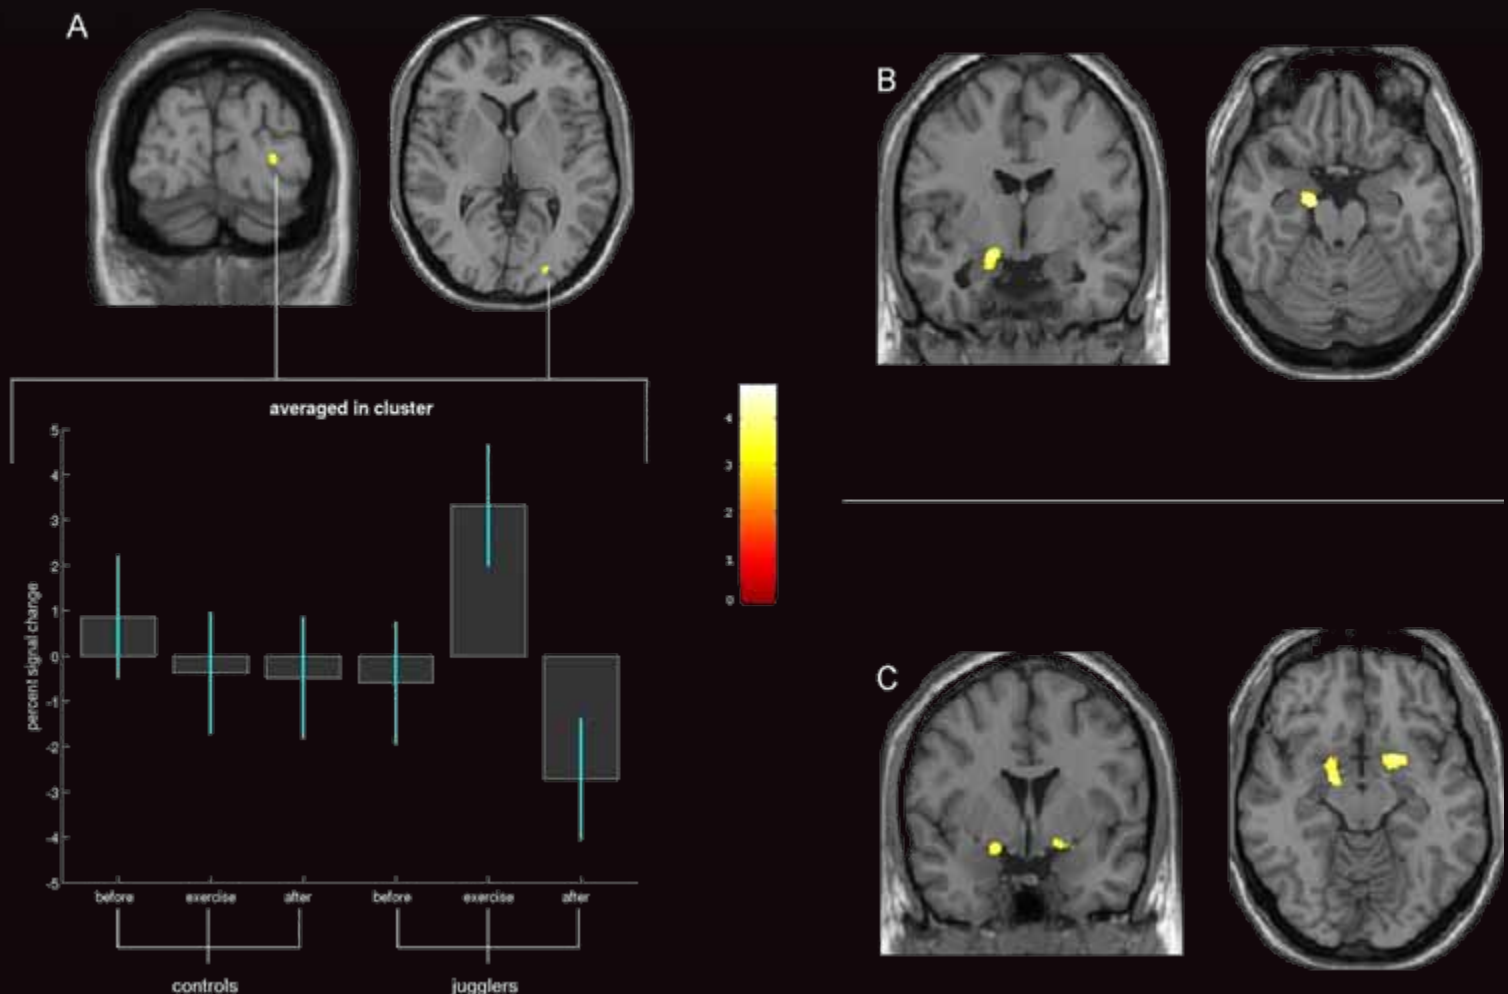 A
B
averaged in cluster
5
4
3
2
1
0
-1
-2
-3
-4
-5
percent signal change
before exercise after before exercise after
controls jugglers
4
3
2
1
0
C